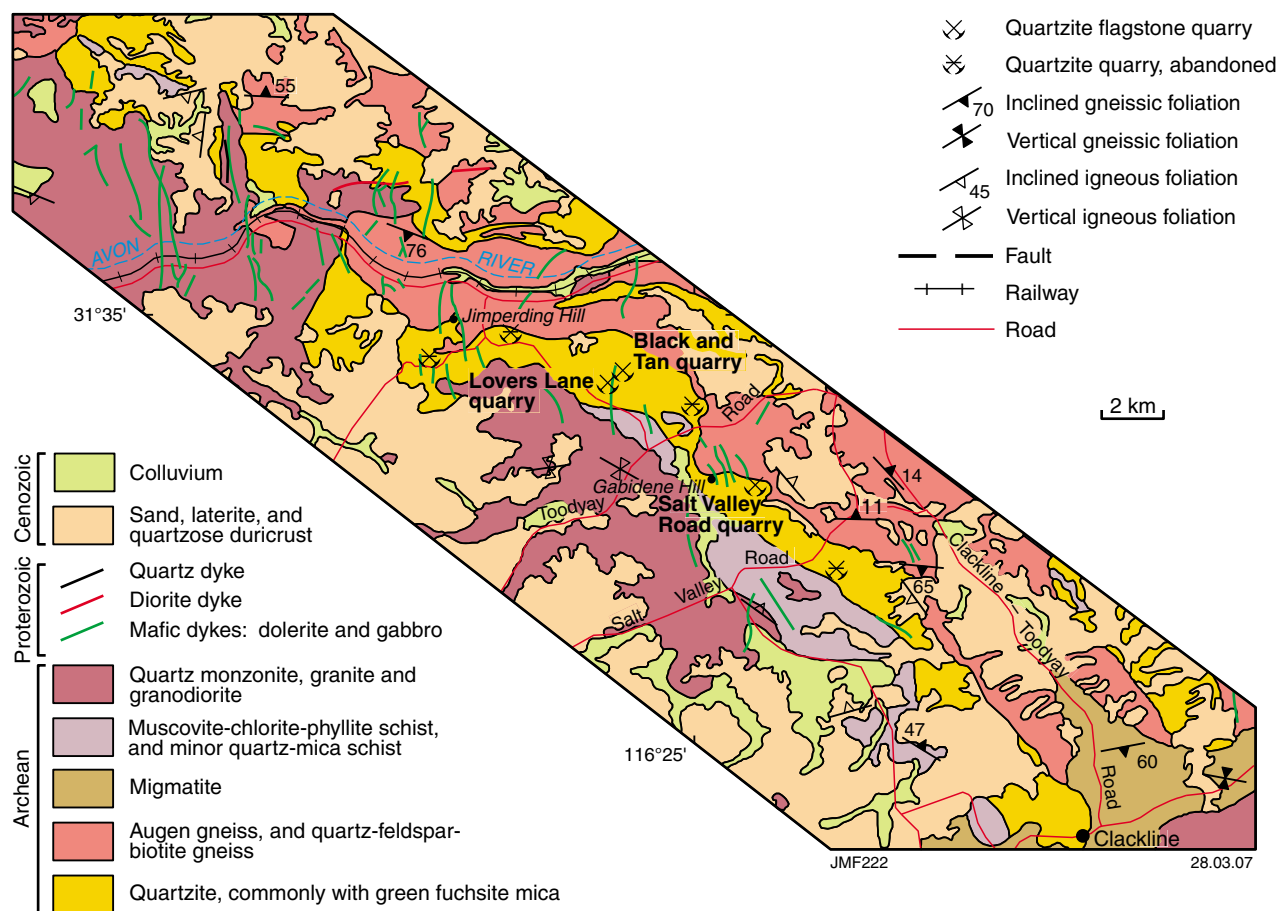 Quartzite flagstone quarry
Quartzite quarry, abandoned
70 Inclined gneissic foliation
Vertical gneissic foliation
45 Inclined igneous foliation
Vertical igneous foliation
Fault
Railway
Road
2 km
55
AVON
RIVER
76
31°35'
Jimperding Hill
Black and
Tan quarry
Lovers Lane
quarry
Road
Gabidene Hill
Toodyay
Salt Valley
Road quarry
14
11
Salt
Valley
Road
65
Clackline – Toodyay
Road
47
60
116°25'
Clackline
JMF222
28.03.07
Cenozoic
Colluvium
Sand, laterite, and
quartzose duricrust
Proterozoic
Quartz dyke
Diorite dyke
Mafic dykes: dolerite and gabbro
Archean
Quartz monzonite, granite and
granodiorite
Muscovite-chlorite-phyllite schist,
and minor quartz-mica schist
Migmatite
Augen gneiss, and quartz-feldspar-
biotite gneiss
Quartzite, commonly with green fuchsite mica